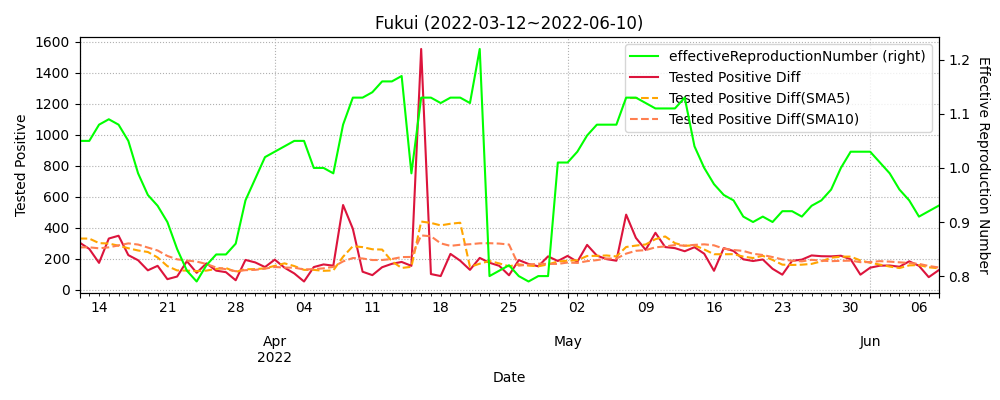 Fukui (2022-03-12~2022-06-10)
effectiveReproductionNumber (right)
Tested Positive Diff
Tested Positive Diff(SMA5)
Tested Positive Diff(SMA10)
Tested Positive
1600
1400
1200
1000
800
600
400
200
0
1.2
1.1
1.0
0.9
0.8
Effective Reproduction Number
14 21 28 04 11 18 25 02 09 16 23 30 06
Apr May Jun
2022
Date